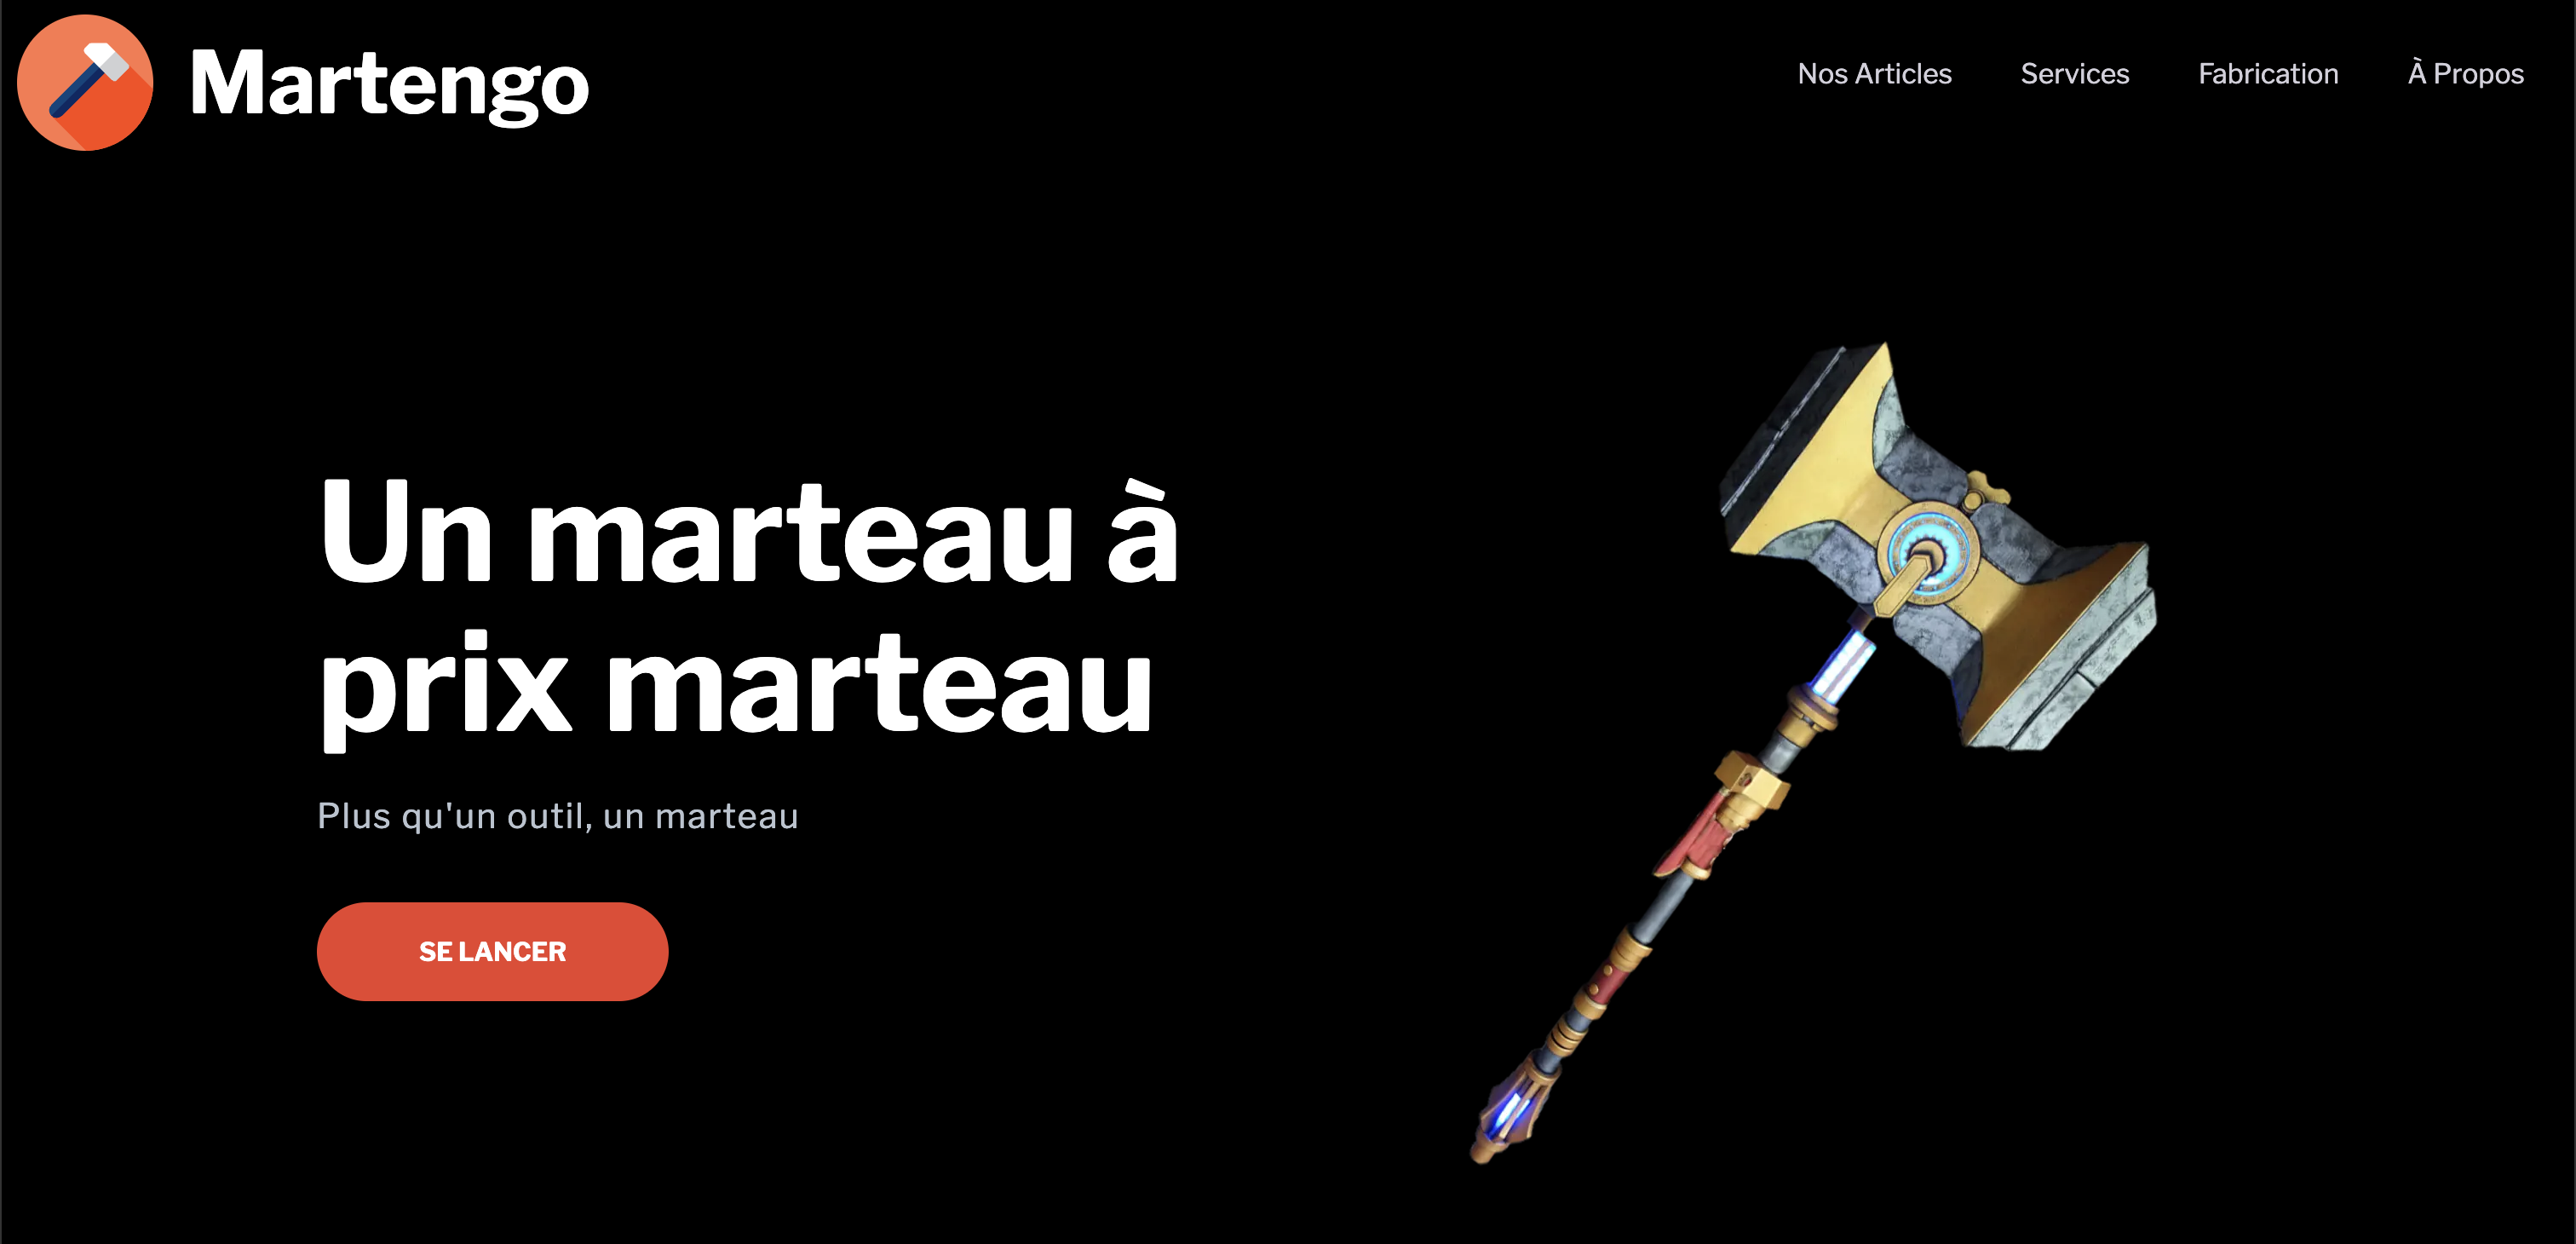 Martengo
Nos Articles
Services
Fabrication
À Propos
Un marteau à
prix marteau
Plus qu'un outil, un marteau
SE LANCER